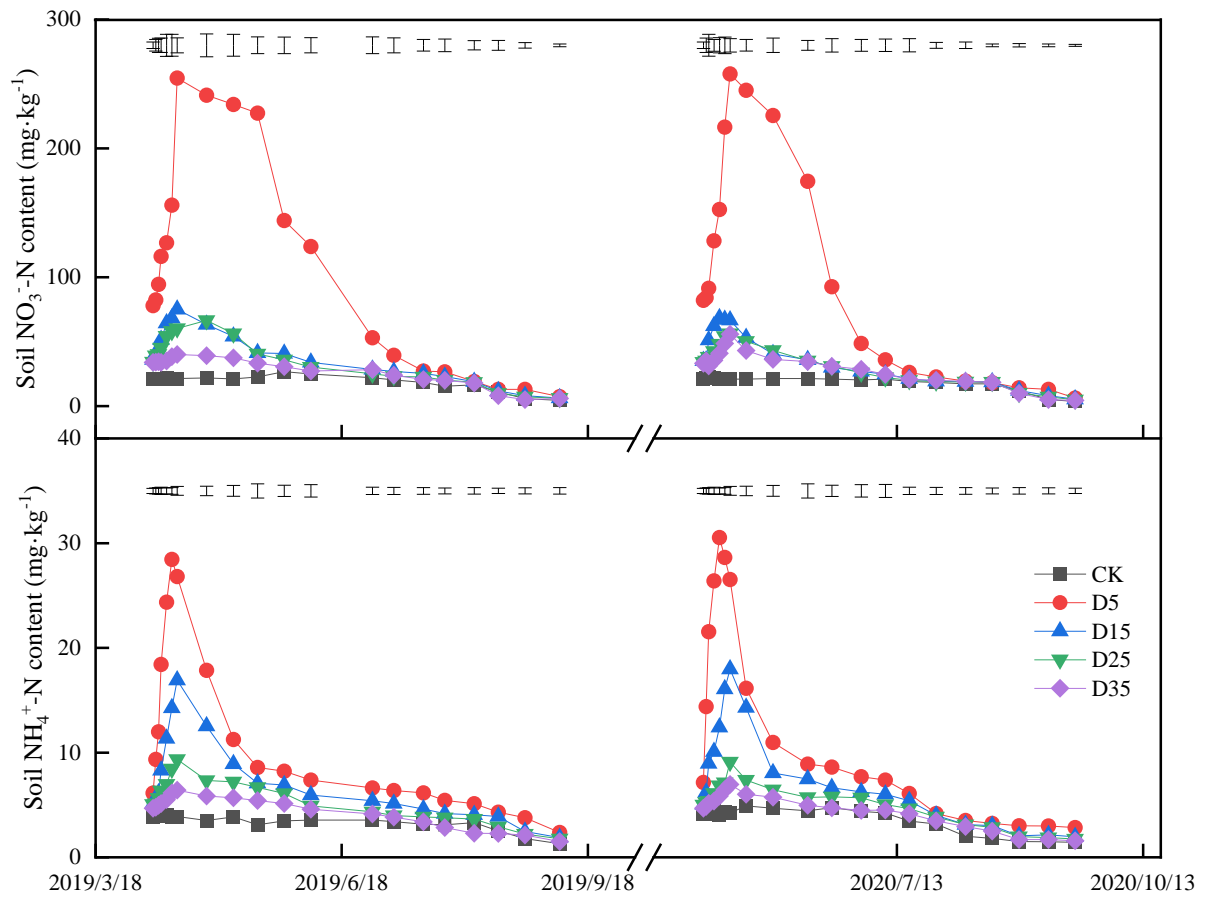 300
200
100
0
Soil NO₃⁻-N content (mg·kg⁻¹)
40
30
20
10
0
Soil NH₄⁺-N content (mg·kg⁻¹)
CK
D5
D15
D25
D35
2019/3/18 2019/6/18 2019/9/18 2020/7/13 2020/10/13